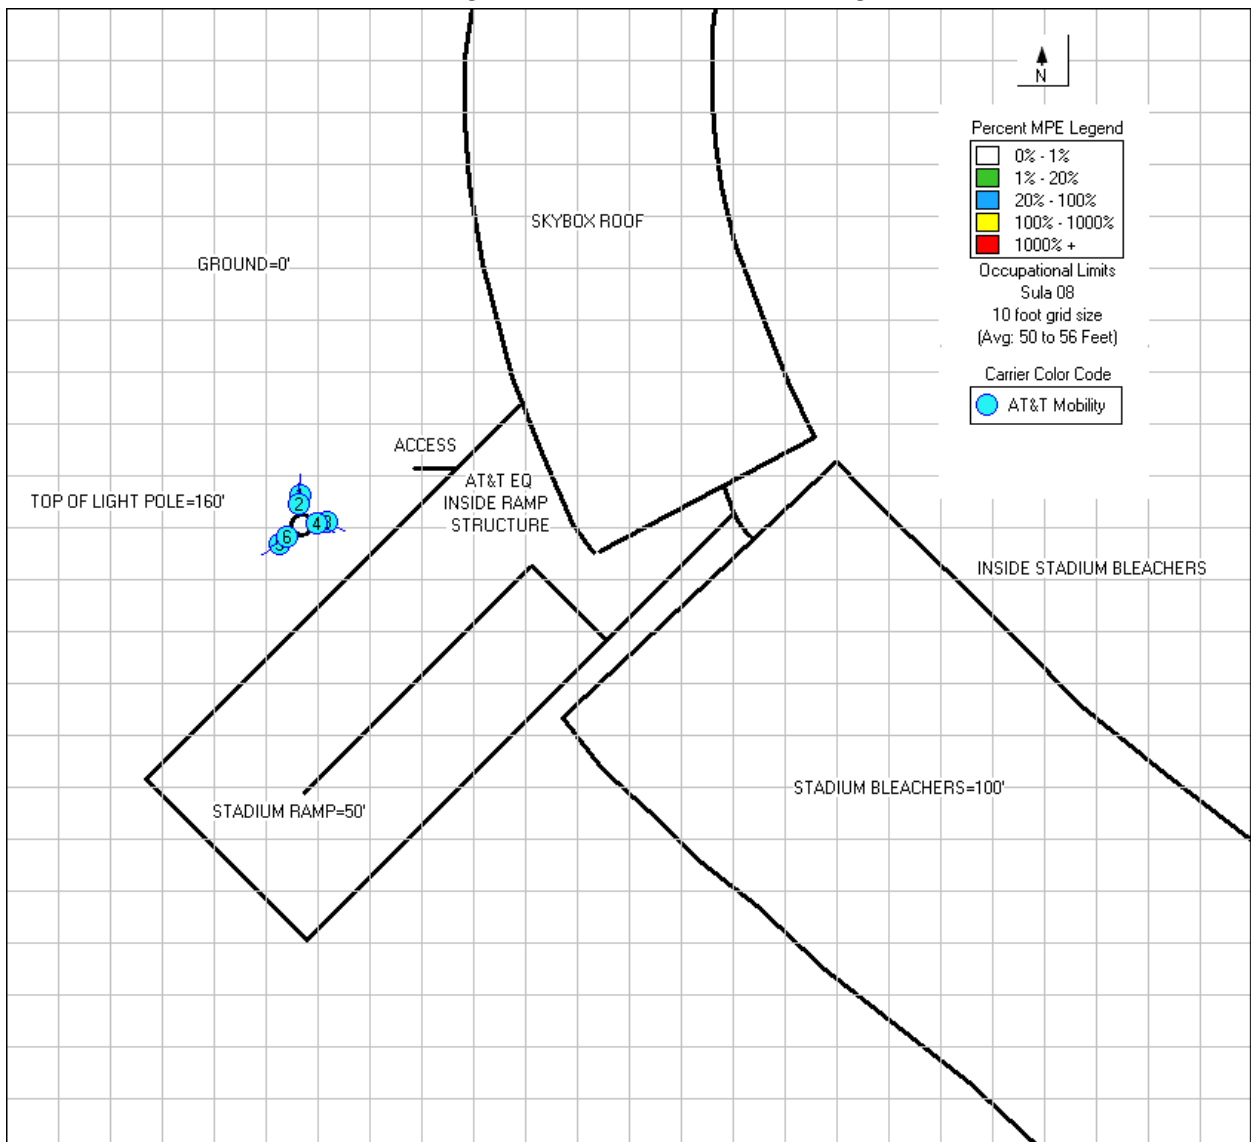 N
Percent MPE Legend
0% - 1%
1% - 20%
20% - 100%
100% - 1000%
1000% +
Occupational Limits
Sula 08
10 foot grid size
(Avg: 50 to 56 Feet)
Carrier Color Code
AT&T Mobility
SKYBOX ROOF
GROUND=0'
ACCESS
AT&T EQ
INSIDE RAMP
STRUCTURE
TOP OF LIGHT POLE=160'
2
4
6
INSIDE STADIUM BLEACHERS
STADIUM BLEACHERS=100'
STADIUM RAMP=50'